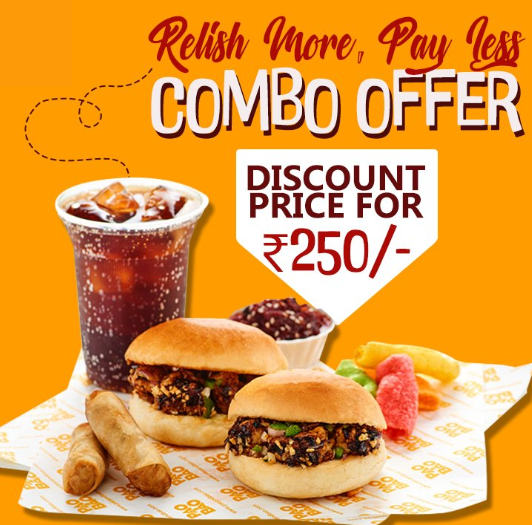 Relish More, Pay Less
COMBO OFFER
DISCOUNT
PRICE FOR
₹250/-